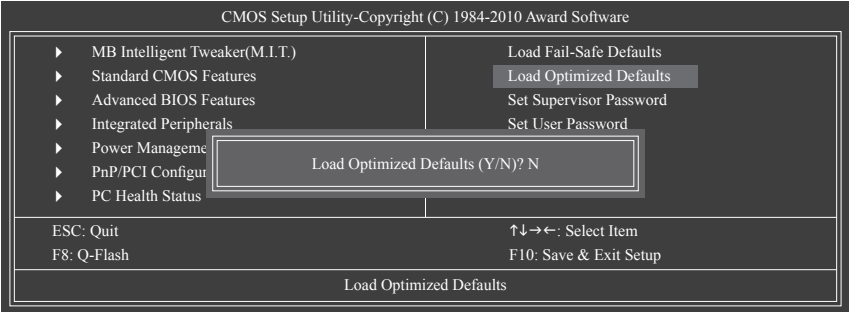 CMOS Setup Utility-Copyright (C) 1984-2010 Award Software
MB Intelligent Tweaker(M.I.T.)
Standard CMOS Features
Advanced BIOS Features
Integrated Peripherals
Power Manageme
PnP/PCI Configur
PC Health Status
Load Fail-Safe Defaults
Load Optimized Defaults
Set Supervisor Password
Set User Password
Load Optimized Defaults (Y/N)? N
ESC: Quit
↑↓→←: Select Item
F8: Q-Flash
F10: Save & Exit Setup
Load Optimized Defaults